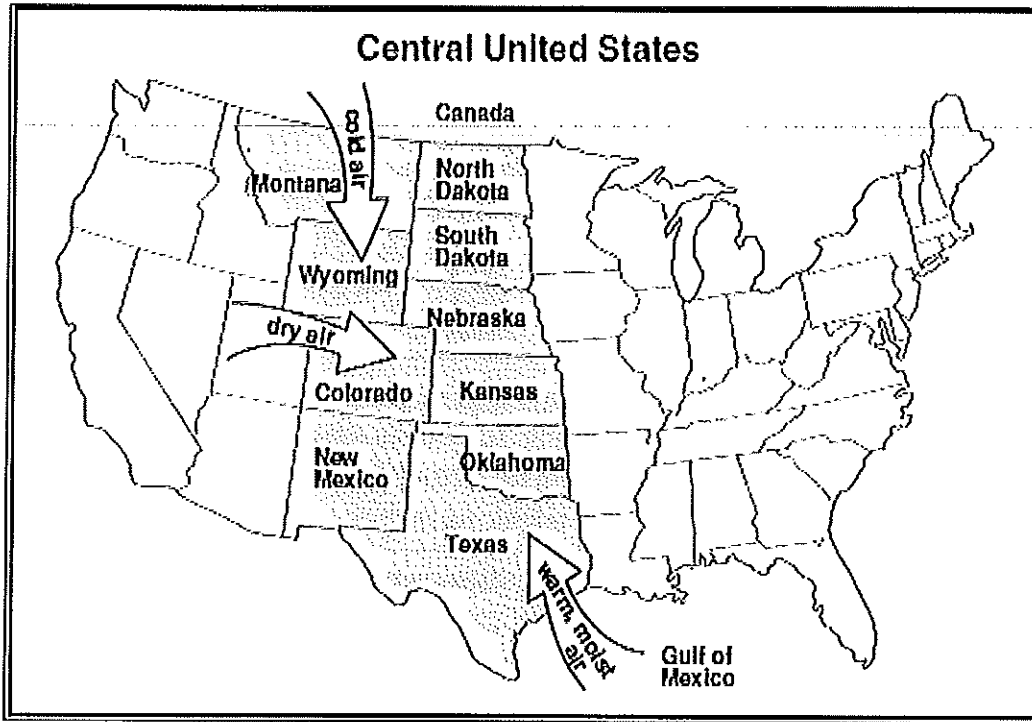 Central United States
Canada
cold air
Montana
North
Dakota
South
Dakota
Wyoming
Nebraska
dry air
Colorado
Kansas
New
Mexico
Oklahoma
Texas
warm, moist
air
Gulf of
Mexico